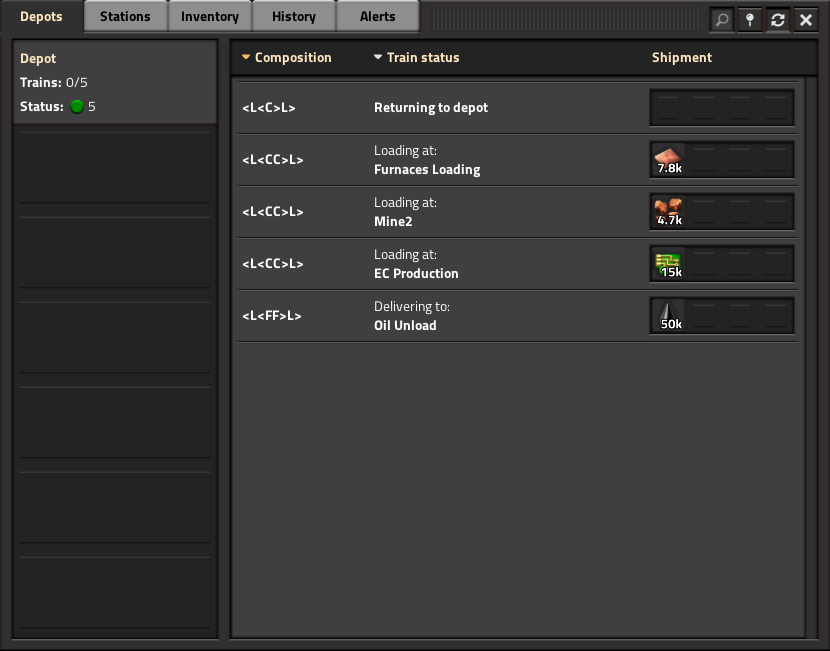 Depots Stations Inventory History Alerts
Depot
Trains: 0/5
Status: 5
Composition Train status Shipment
<L<C>L> Returning to depot
<L<CC>L> Loading at:
Furnaces Loading 7.8k
<L<CC>L> Loading at:
Mine2 4.7k
<L<CC>L> Loading at:
EC Production 15k
<L<FF>L> Delivering to:
Oil Unload 50k